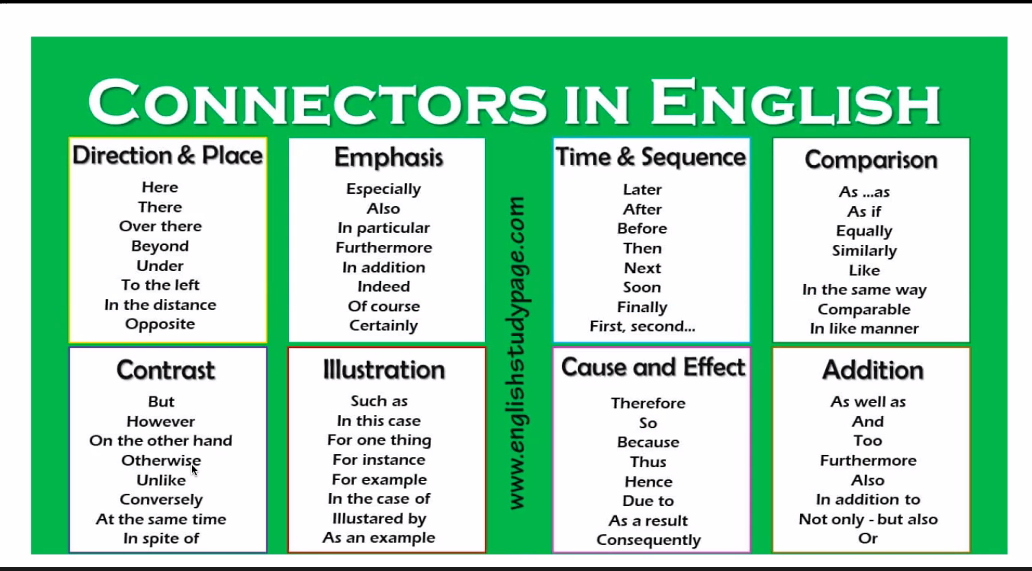 CONNECTORS IN ENGLISH
Direction & Place
Here
There
Over there
Beyond
Under
To the left
In the distance
Opposite
Emphasis
Especially
Also
In particular
Furthermore
In addition
Indeed
Of course
Certainly
www.englishstudypage.com
Time & Sequence
Later
After
Before
Then
Next
Soon
Finally
First, second...
Comparison
As ...as
As if
Equally
Similarly
Like
In the same way
Comparable
In like manner
Contrast
But
However
On the other hand
Otherwise
Unlike
Conversely
At the same time
In spite of
Illustration
Such as
In this case
For one thing
For instance
For example
In the case of
Illustared by
As an example
Cause and Effect
Therefore
So
Because
Thus
Hence
Due to
As a result
Consequently
Addition
As well as
And
Too
Furthermore
Also
In addition to
Not only - but also
Or